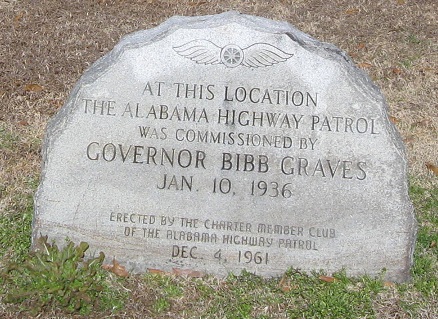 AT THIS LOCATION
THE ALABAMA HIGHWAY PATROL
WAS COMMISSIONED BY
GOVERNOR BIBB GRAVES
JAN. 10, 1936
ERECTED BY THE CHARTER MEMBER CLUB
OF THE ALABAMA HIGHWAY PATROL
DEC. 4, 1961